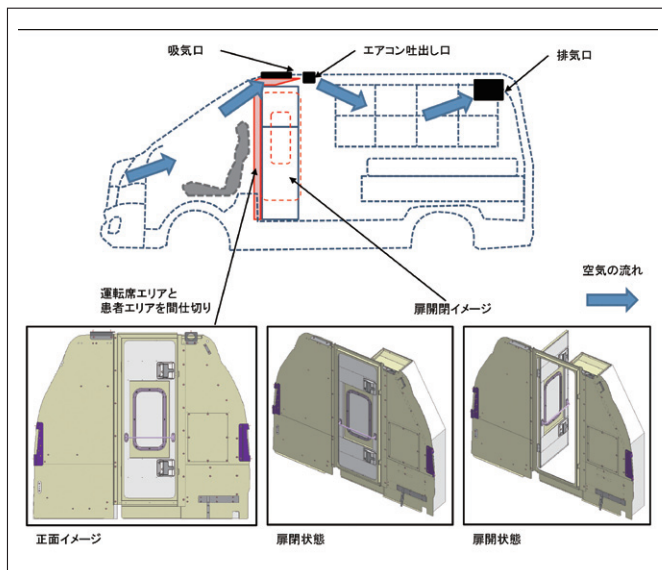 吸気口
エアコン吐出し口
排気口
運転席エリアと
患者エリアを間仕切り
扉開閉イメージ
空気の流れ
正面イメージ
扉閉状態
扉開状態